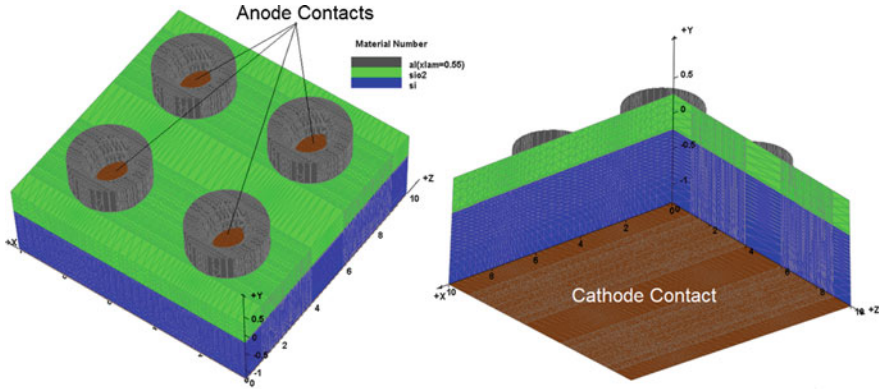 Anode Contacts
Material Number
al(xlam=0.55)
sio2
si
+Z
10
8
6
4
2
0
+X
+Y
0.5
0
-0.5
-1
2
+Y
0.5
0
-0.5
-1
0
2
4
6
8
10
+X
2
4
6
8
10
+Z
Cathode Contact